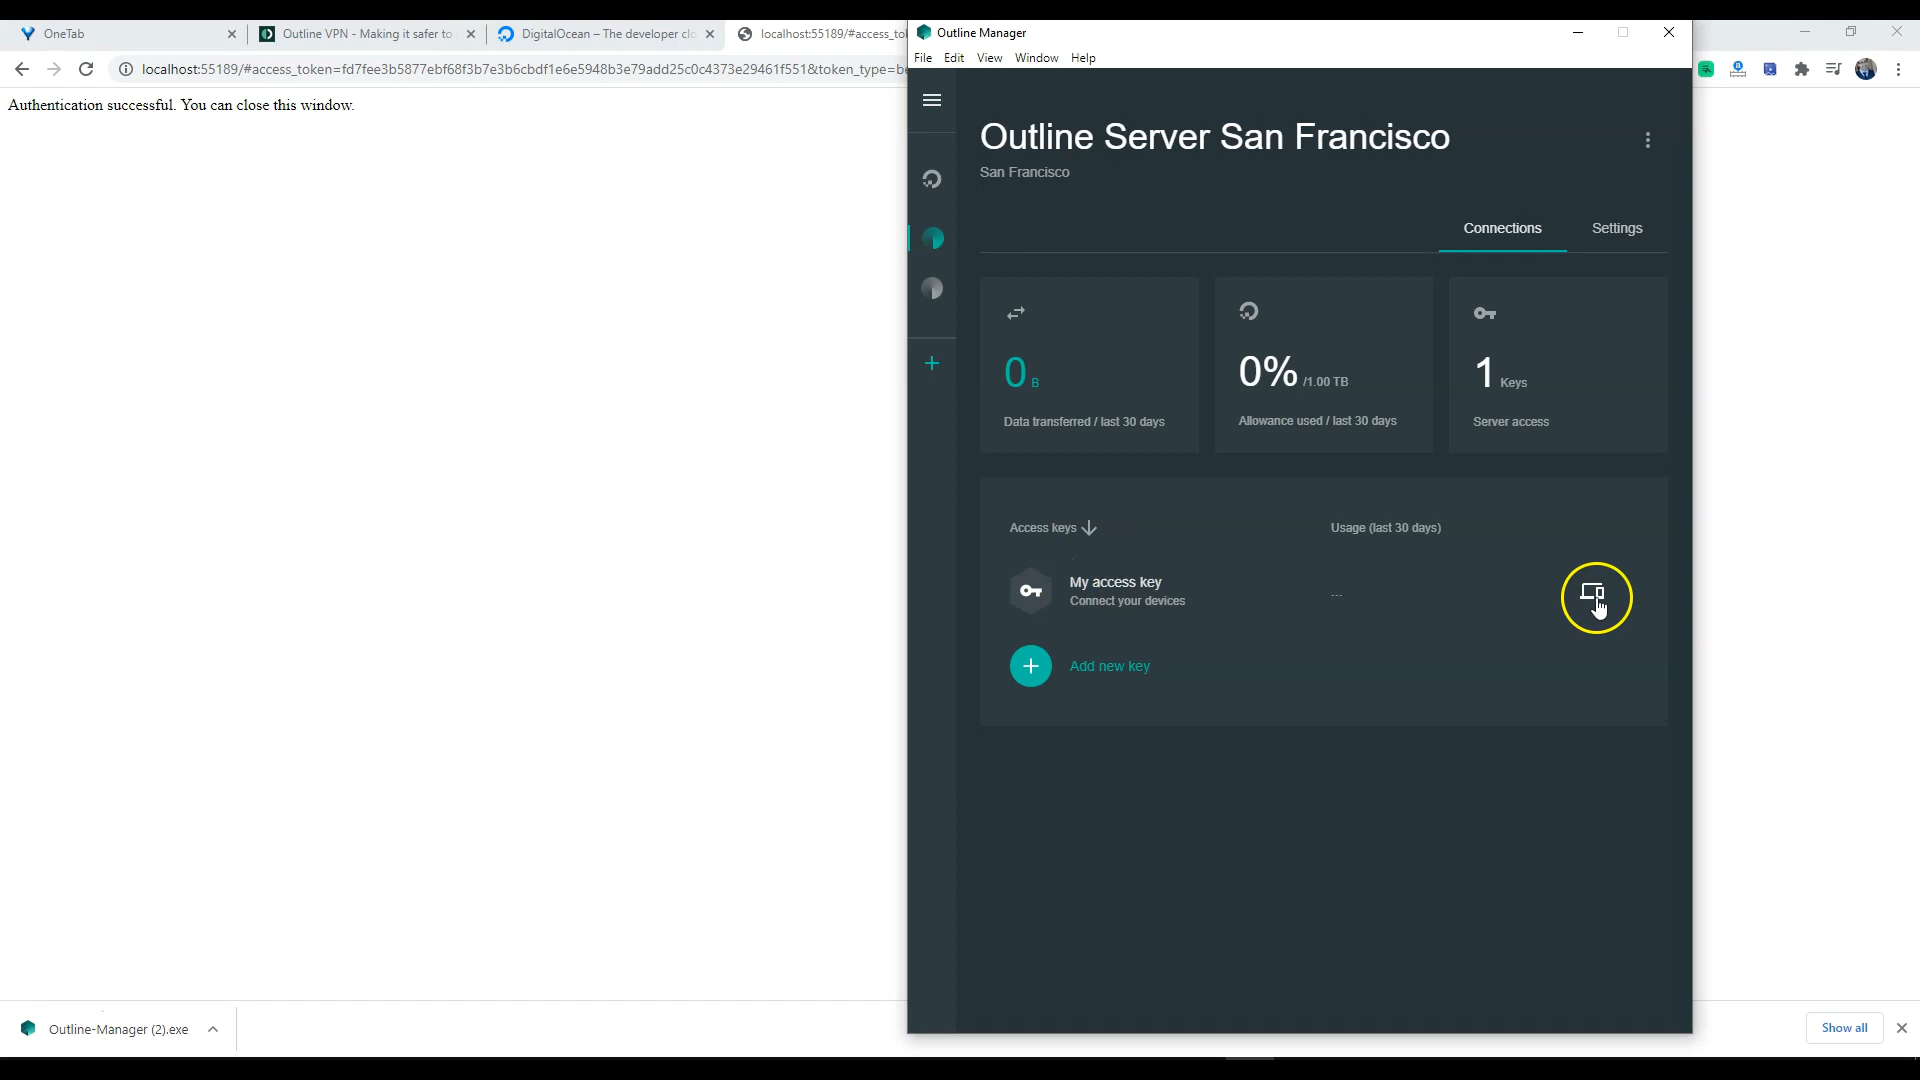 OneTab
Outline VPN - Making it safer to
DigitalOcean – The developer clo
localhost:55189/#access_tok
Outline Manager
File Edit View Window Help
localhost:55189/#access_token=fd7fee3b5877ebf68f3b7e3b6cbdf1e6e5948b3e79add25c0c4373e29461f551&token_type=be
Authentication successful. You can close this window.
Outline Server San Francisco
San Francisco
Connections Settings
0 B
Data transferred / last 30 days
0% /1.00 TB
Allowance used / last 30 days
1 Keys
Server access
Access keys Usage (last 30 days)
My access key
Connect your devices
...
Add new key
Outline-Manager (2).exe
Show all